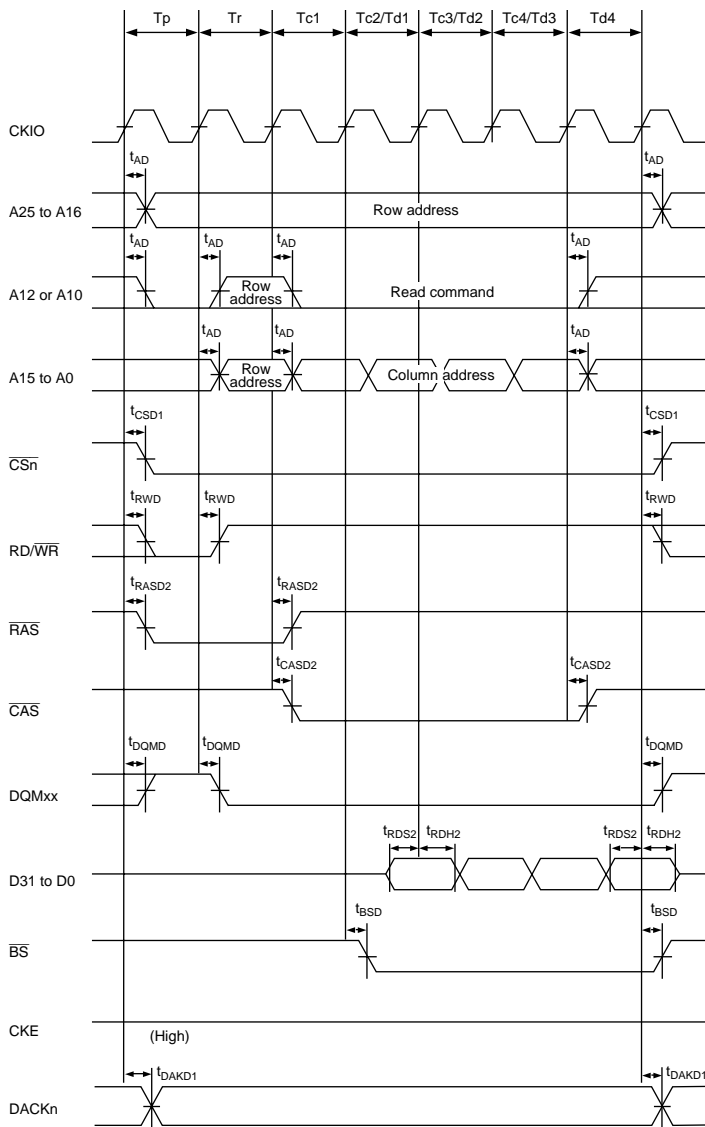 Tp Tr Tc1 Tc2/Td1 Tc3/Td2 Tc4/Td3 Td4
CKIO
tAD tAD
A25 to A16 Row address
tAD tAD tAD tAD
A12 or A10 Row address Read command
tAD tAD tAD
A15 to A0 Row address Column address
tCSD1 tCSD1
CSn
tRWD tRWD tRWD
RD/WR
tRASD2 tRASD2
RAS
tCASD2 tCASD2
CAS
tDQMD tDQMD tDQMD
DQMxx
tRDS2 tRDH2 tRDS2 tRDH2
D31 to D0
tBSD tBSD
BS
CKE (High)
tDAKD1 tDAKD1
DACKn